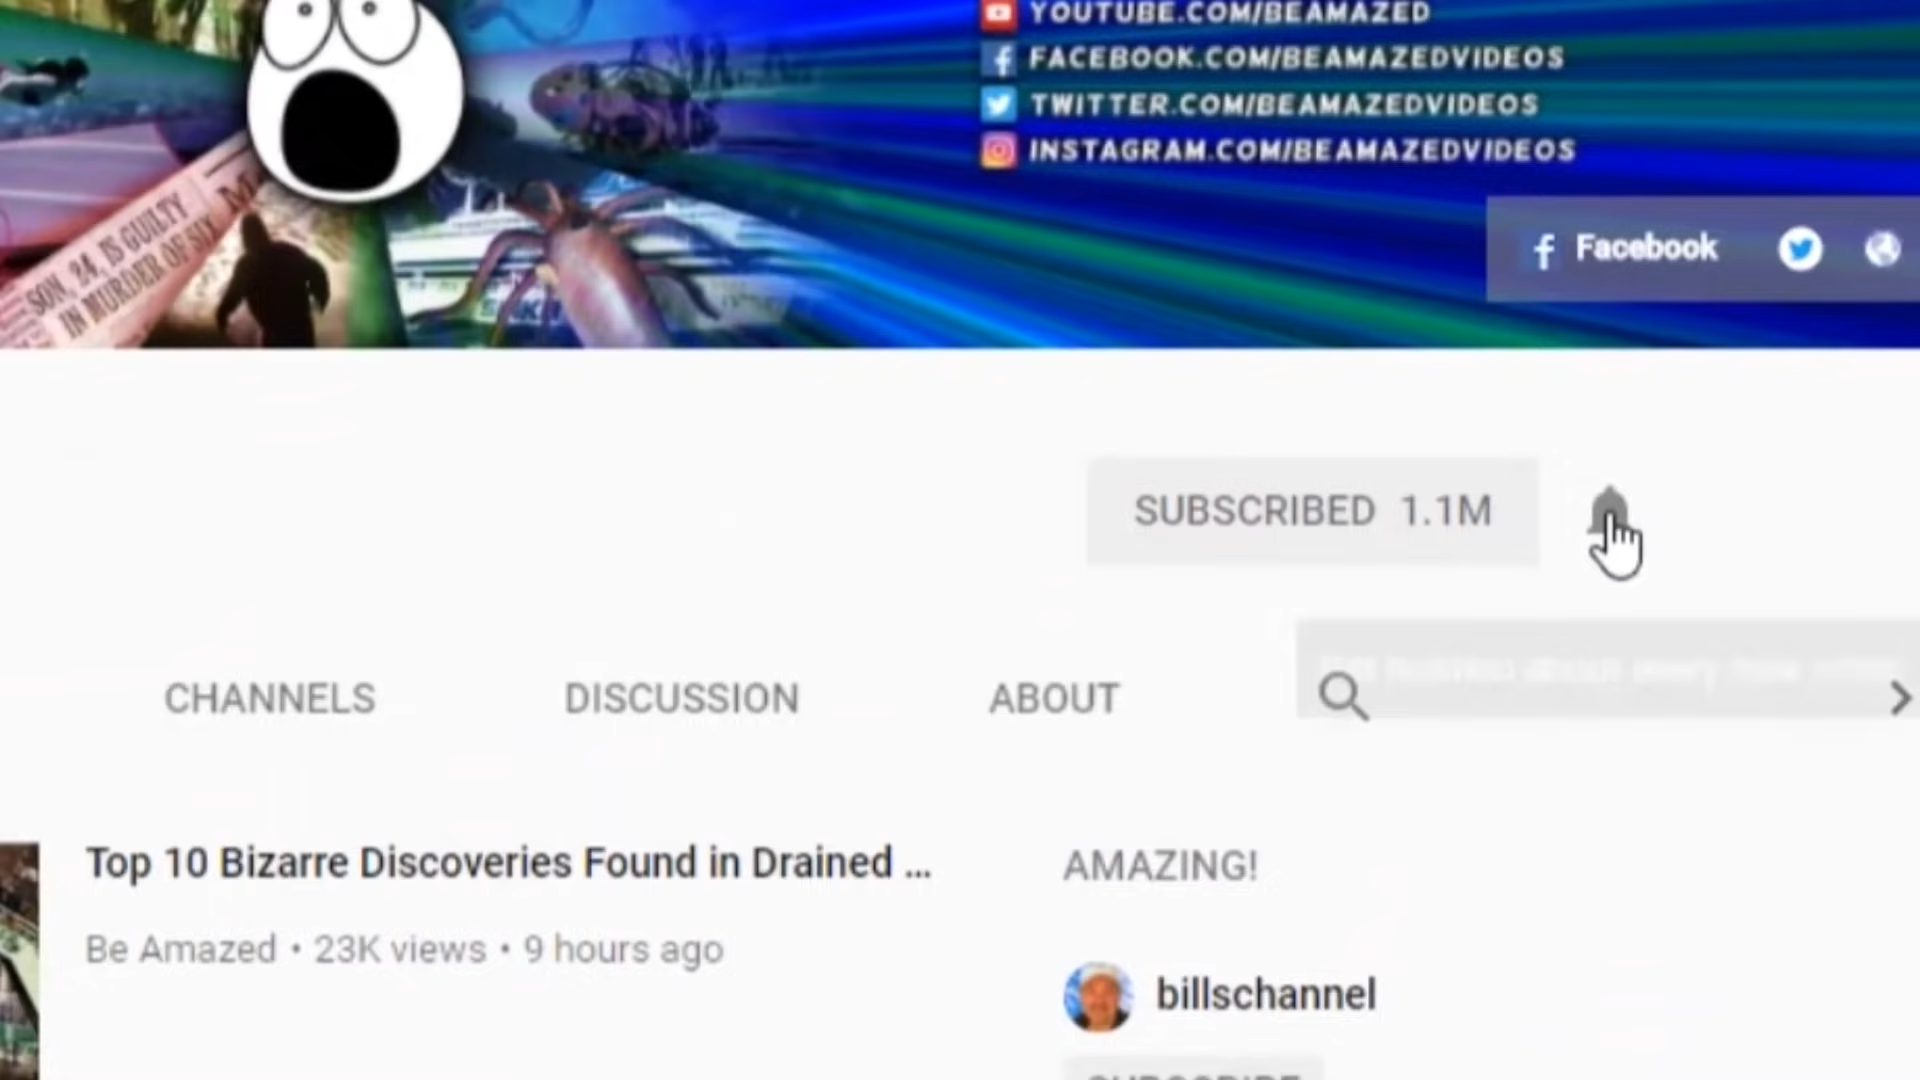 YOUTUBE.COM/BEAMAZED
FACEBOOK.COM/BEAMAZEDVIDEOS
TWITTER.COM/BEAMAZEDVIDEOS
INSTAGRAM.COM/BEAMAZEDVIDEOS
SON, 24, IS GUILTY
IN MURDER OF SIX
Facebook
SUBSCRIBED 1.1M
CHANNELS DISCUSSION ABOUT
Top 10 Bizarre Discoveries Found in Drained ...
AMAZING!
Be Amazed • 23K views • 9 hours ago
billschannel
SUBSCRIBE